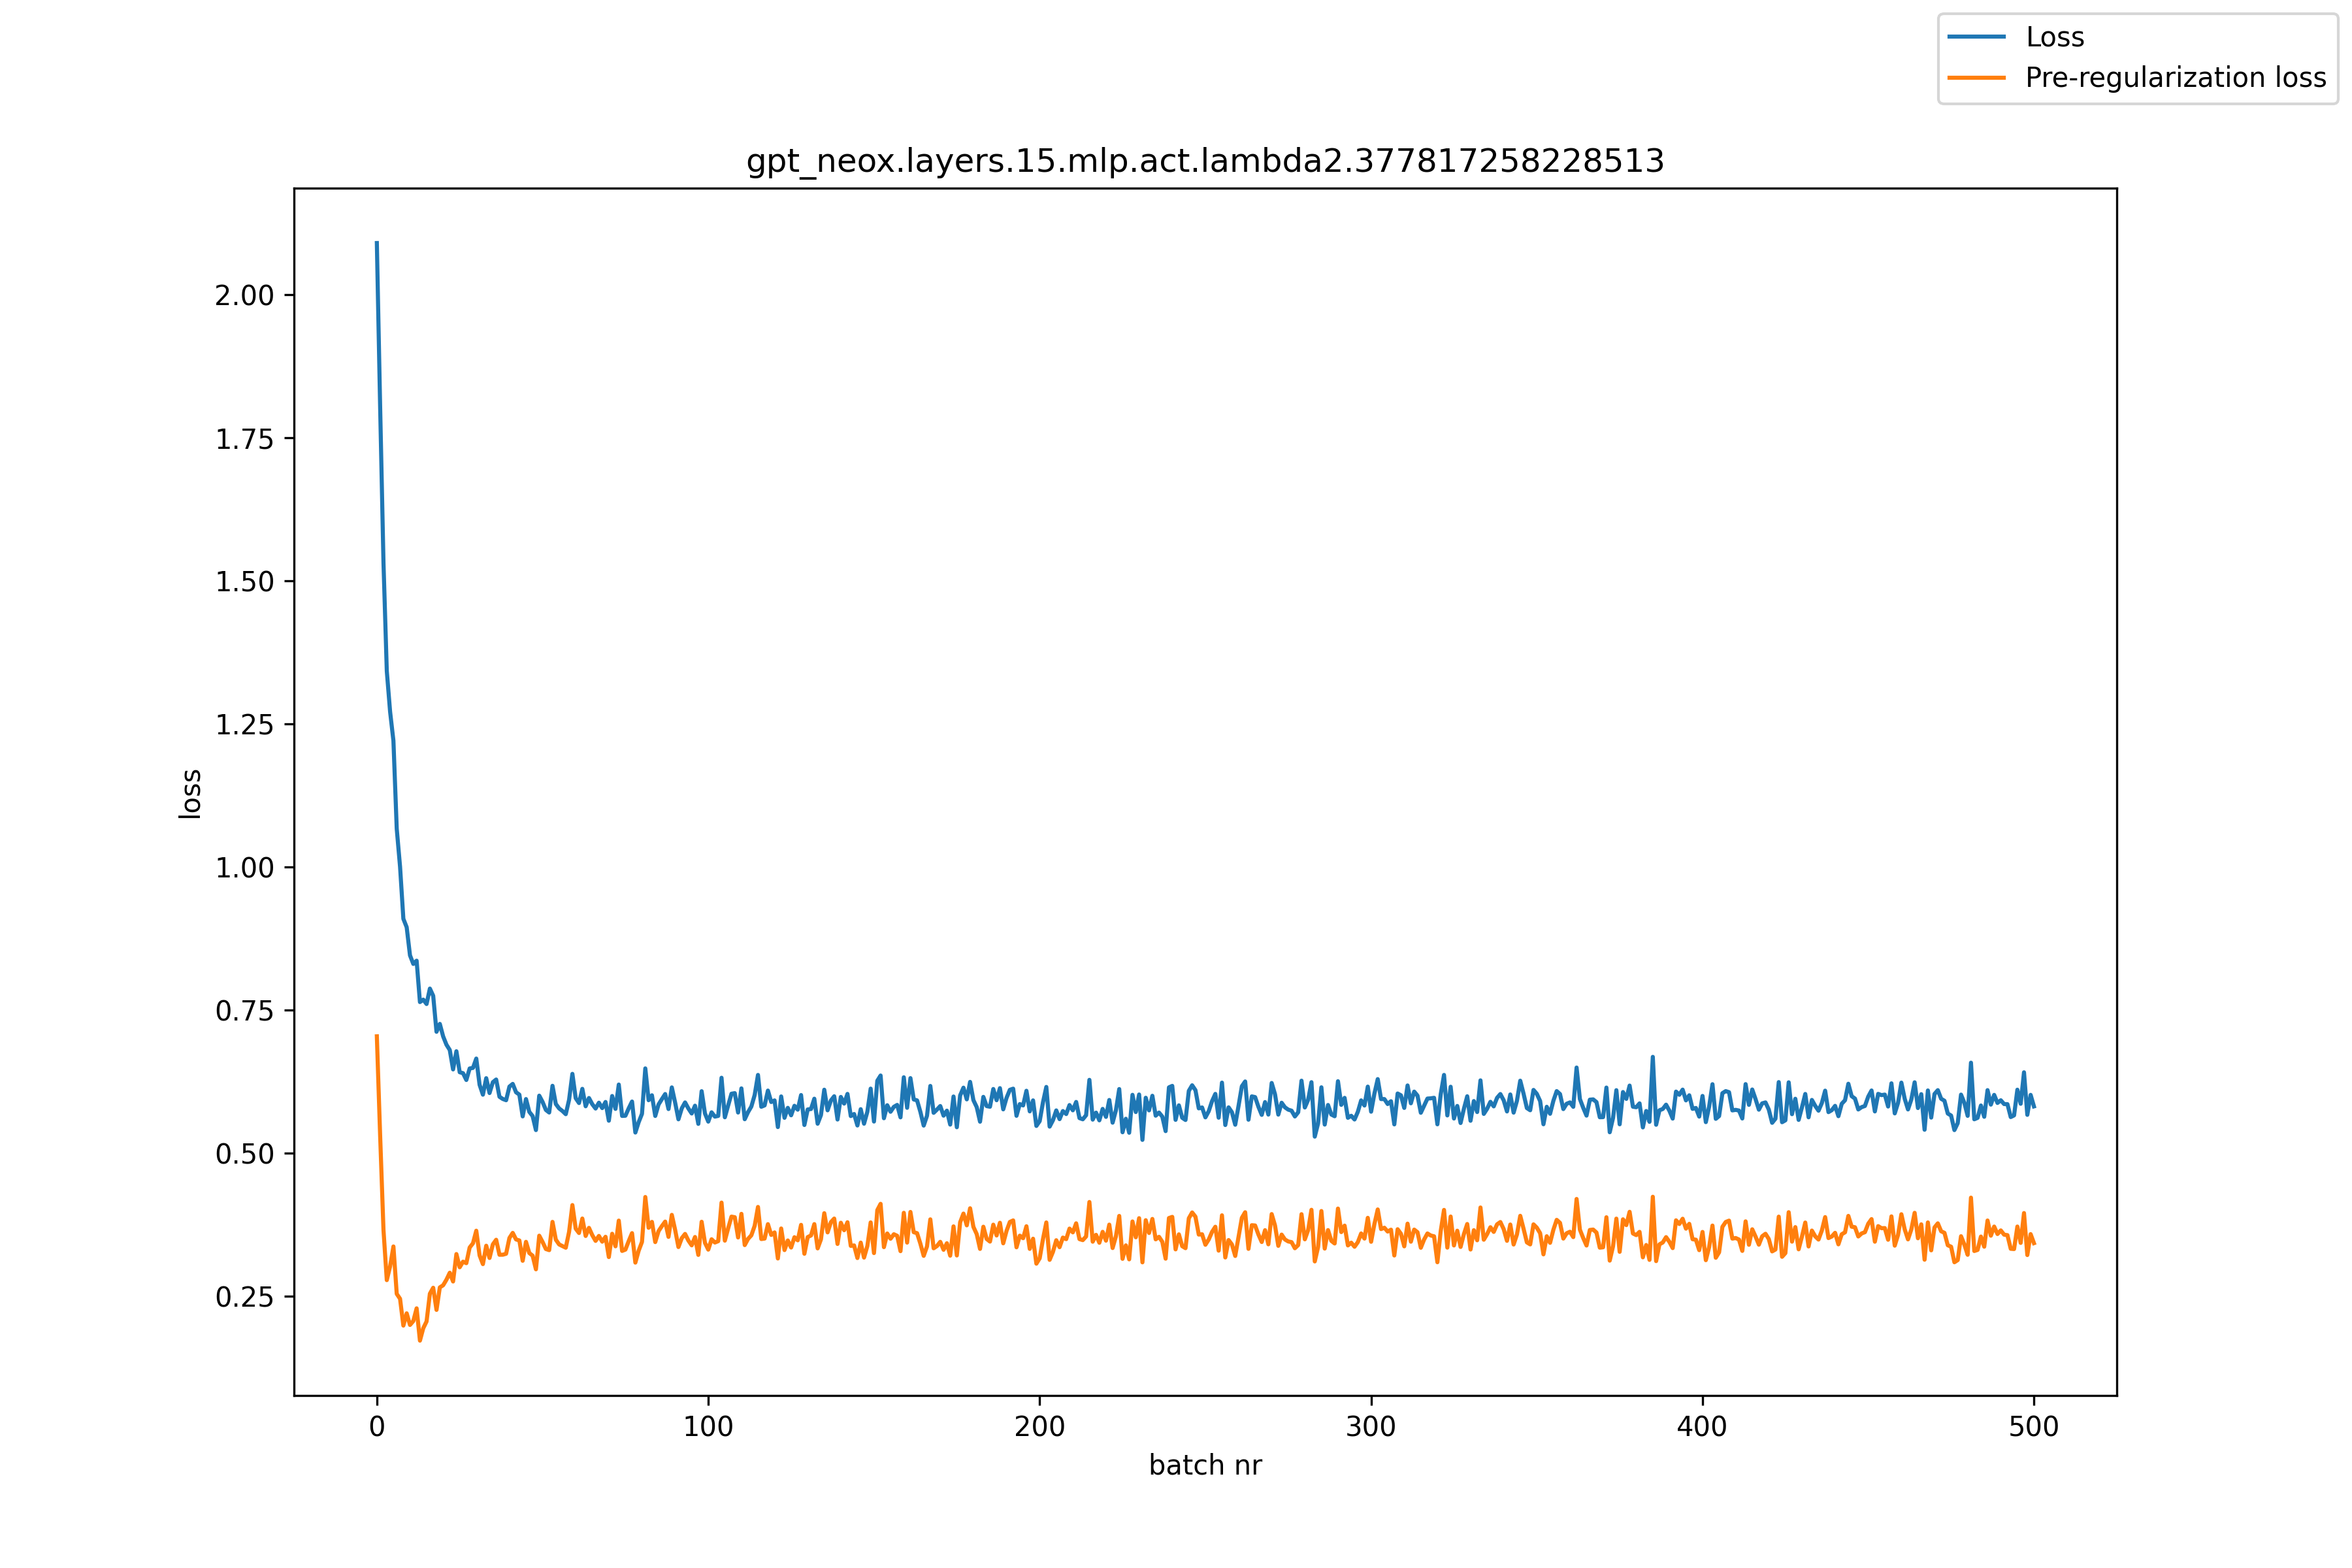 Loss
Pre-regularization loss
gpt_neox.layers.15.mlp.act.lambda2.377817258228513
2.00
1.75
1.50
1.25
1.00
0.75
0.50
0.25
loss
0 100 200 300 400 500
batch nr